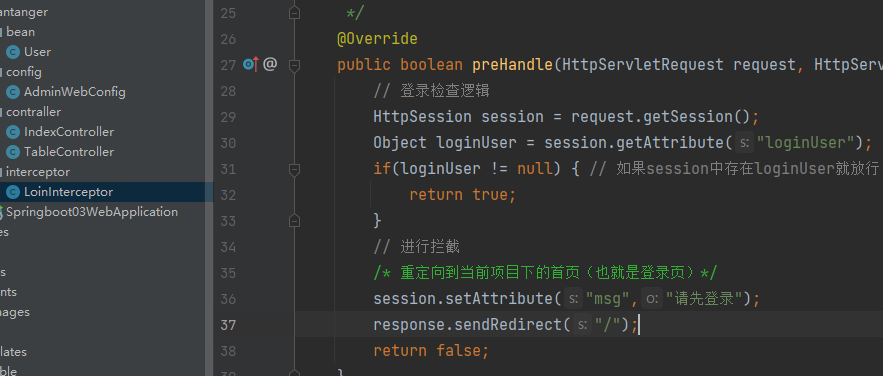 antanger
bean
User
config
AdminWebConfig
contraller
IndexController
TableController
interceptor
LoinInterceptor
Springboot03WebApplication
es
s
nts
nages
lates
ble
25 */
26 @Override
27 @ public boolean preHandle(HttpServletRequest request, HttpServ
28 // 登录检查逻辑
29 HttpSession session = request.getSession();
30 Object loginUser = session.getAttribute( s: "loginUser");
31 if(loginUser != null) { // 如果session中存在loginUser就放行
32 return true;
33 }
34 // 进行拦截
35 /* 重定向到当前项目下的首页（也就是登录页）*/
36 session.setAttribute( s: "msg", o: "请先登录");
37 response.sendRedirect( s: "/");
38 return false;
}